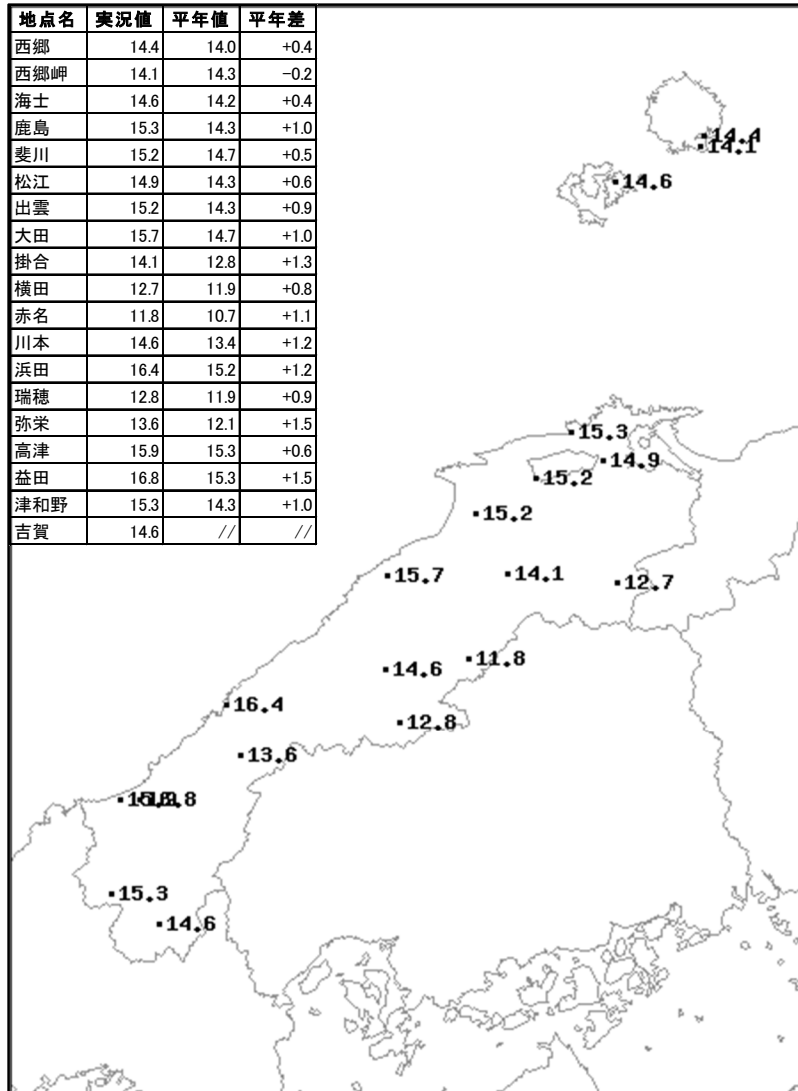 地点名 実況値 平年値 平年差
西郷 14.4 14.0 +0.4
西郷岬 14.1 14.3 −0.2
海士 14.6 14.2 +0.4
鹿島 15.3 14.3 +1.0
斐川 15.2 14.7 +0.5
松江 14.9 14.3 +0.6
出雲 15.2 14.3 +0.9
大田 15.7 14.7 +1.0
掛合 14.1 12.8 +1.3
横田 12.7 11.9 +0.8
赤名 11.8 10.7 +1.1
川本 14.6 13.4 +1.2
浜田 16.4 15.2 +1.2
瑞穂 12.8 11.9 +0.9
弥栄 13.6 12.1 +1.5
高津 15.9 15.3 +0.6
益田 16.8 15.3 +1.5
津和野 15.3 14.3 +1.0
吉賀 14.6 // //
14.4
14.1
14.6
15.3
14.9
15.2
15.2
15.7
14.1
12.7
11.8
14.6
16.4
12.8
13.6
15.9
16.8
15.3
14.6